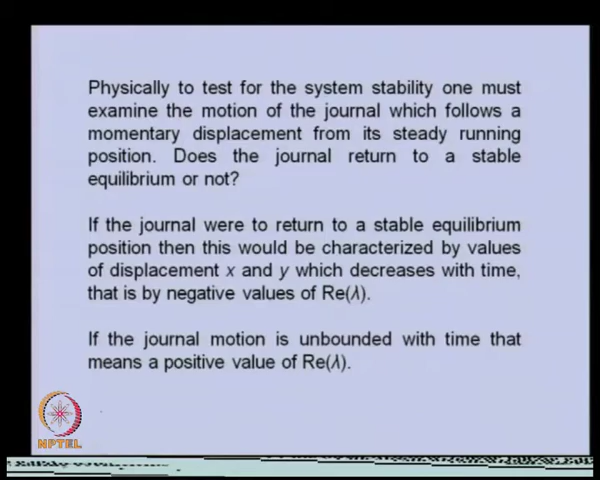 Physically to test for the system stability one must
examine the motion of the journal which follows a
momentary displacement from its steady running
position. Does the journal return to a stable
equilibrium or not?
If the journal were to return to a stable equilibrium
position then this would be characterized by values
of displacement x and y which decreases with time,
that is by negative values of Re(λ).
If the journal motion is unbounded with time that
means a positive value of Re(λ).
NPTEL